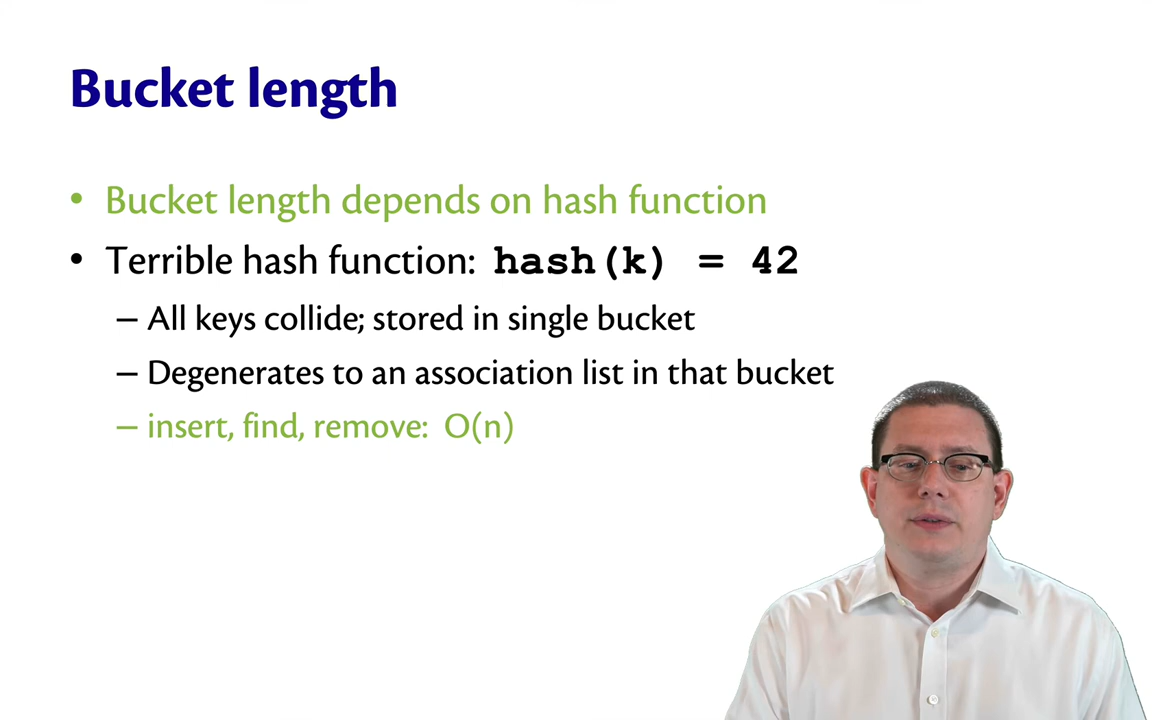 Bucket length
• Bucket length depends on hash function
• Terrible hash function: hash(k) = 42
– All keys collide; stored in single bucket
– Degenerates to an association list in that bucket
– insert, find, remove: O(n)